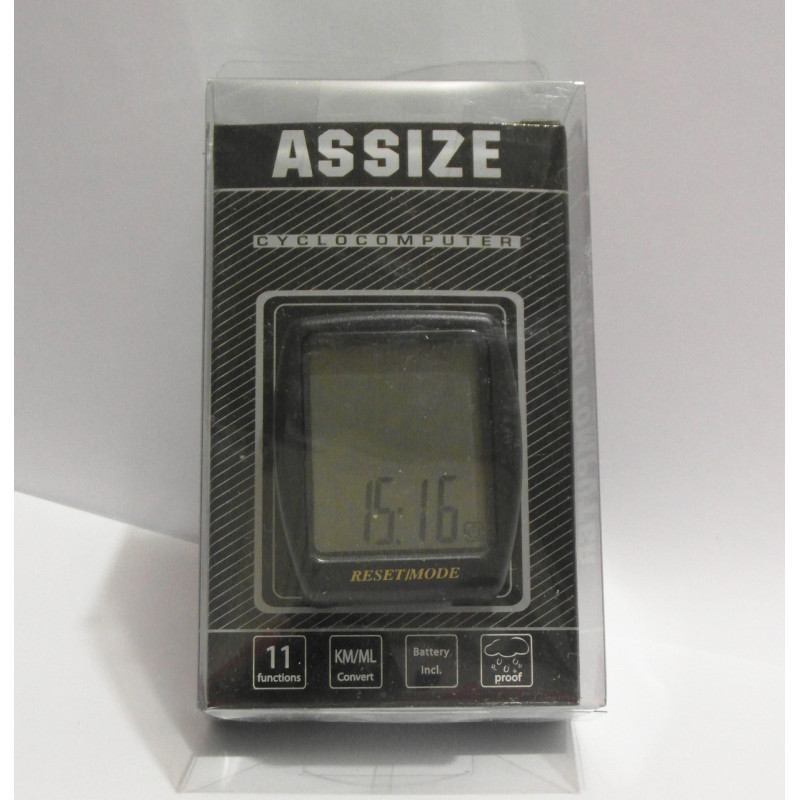 ASSIZE
CYCLOCOMPUTER
15:16
RESET/MODE
11
functions
KM/ML
Convert
Battery
incl.
proof